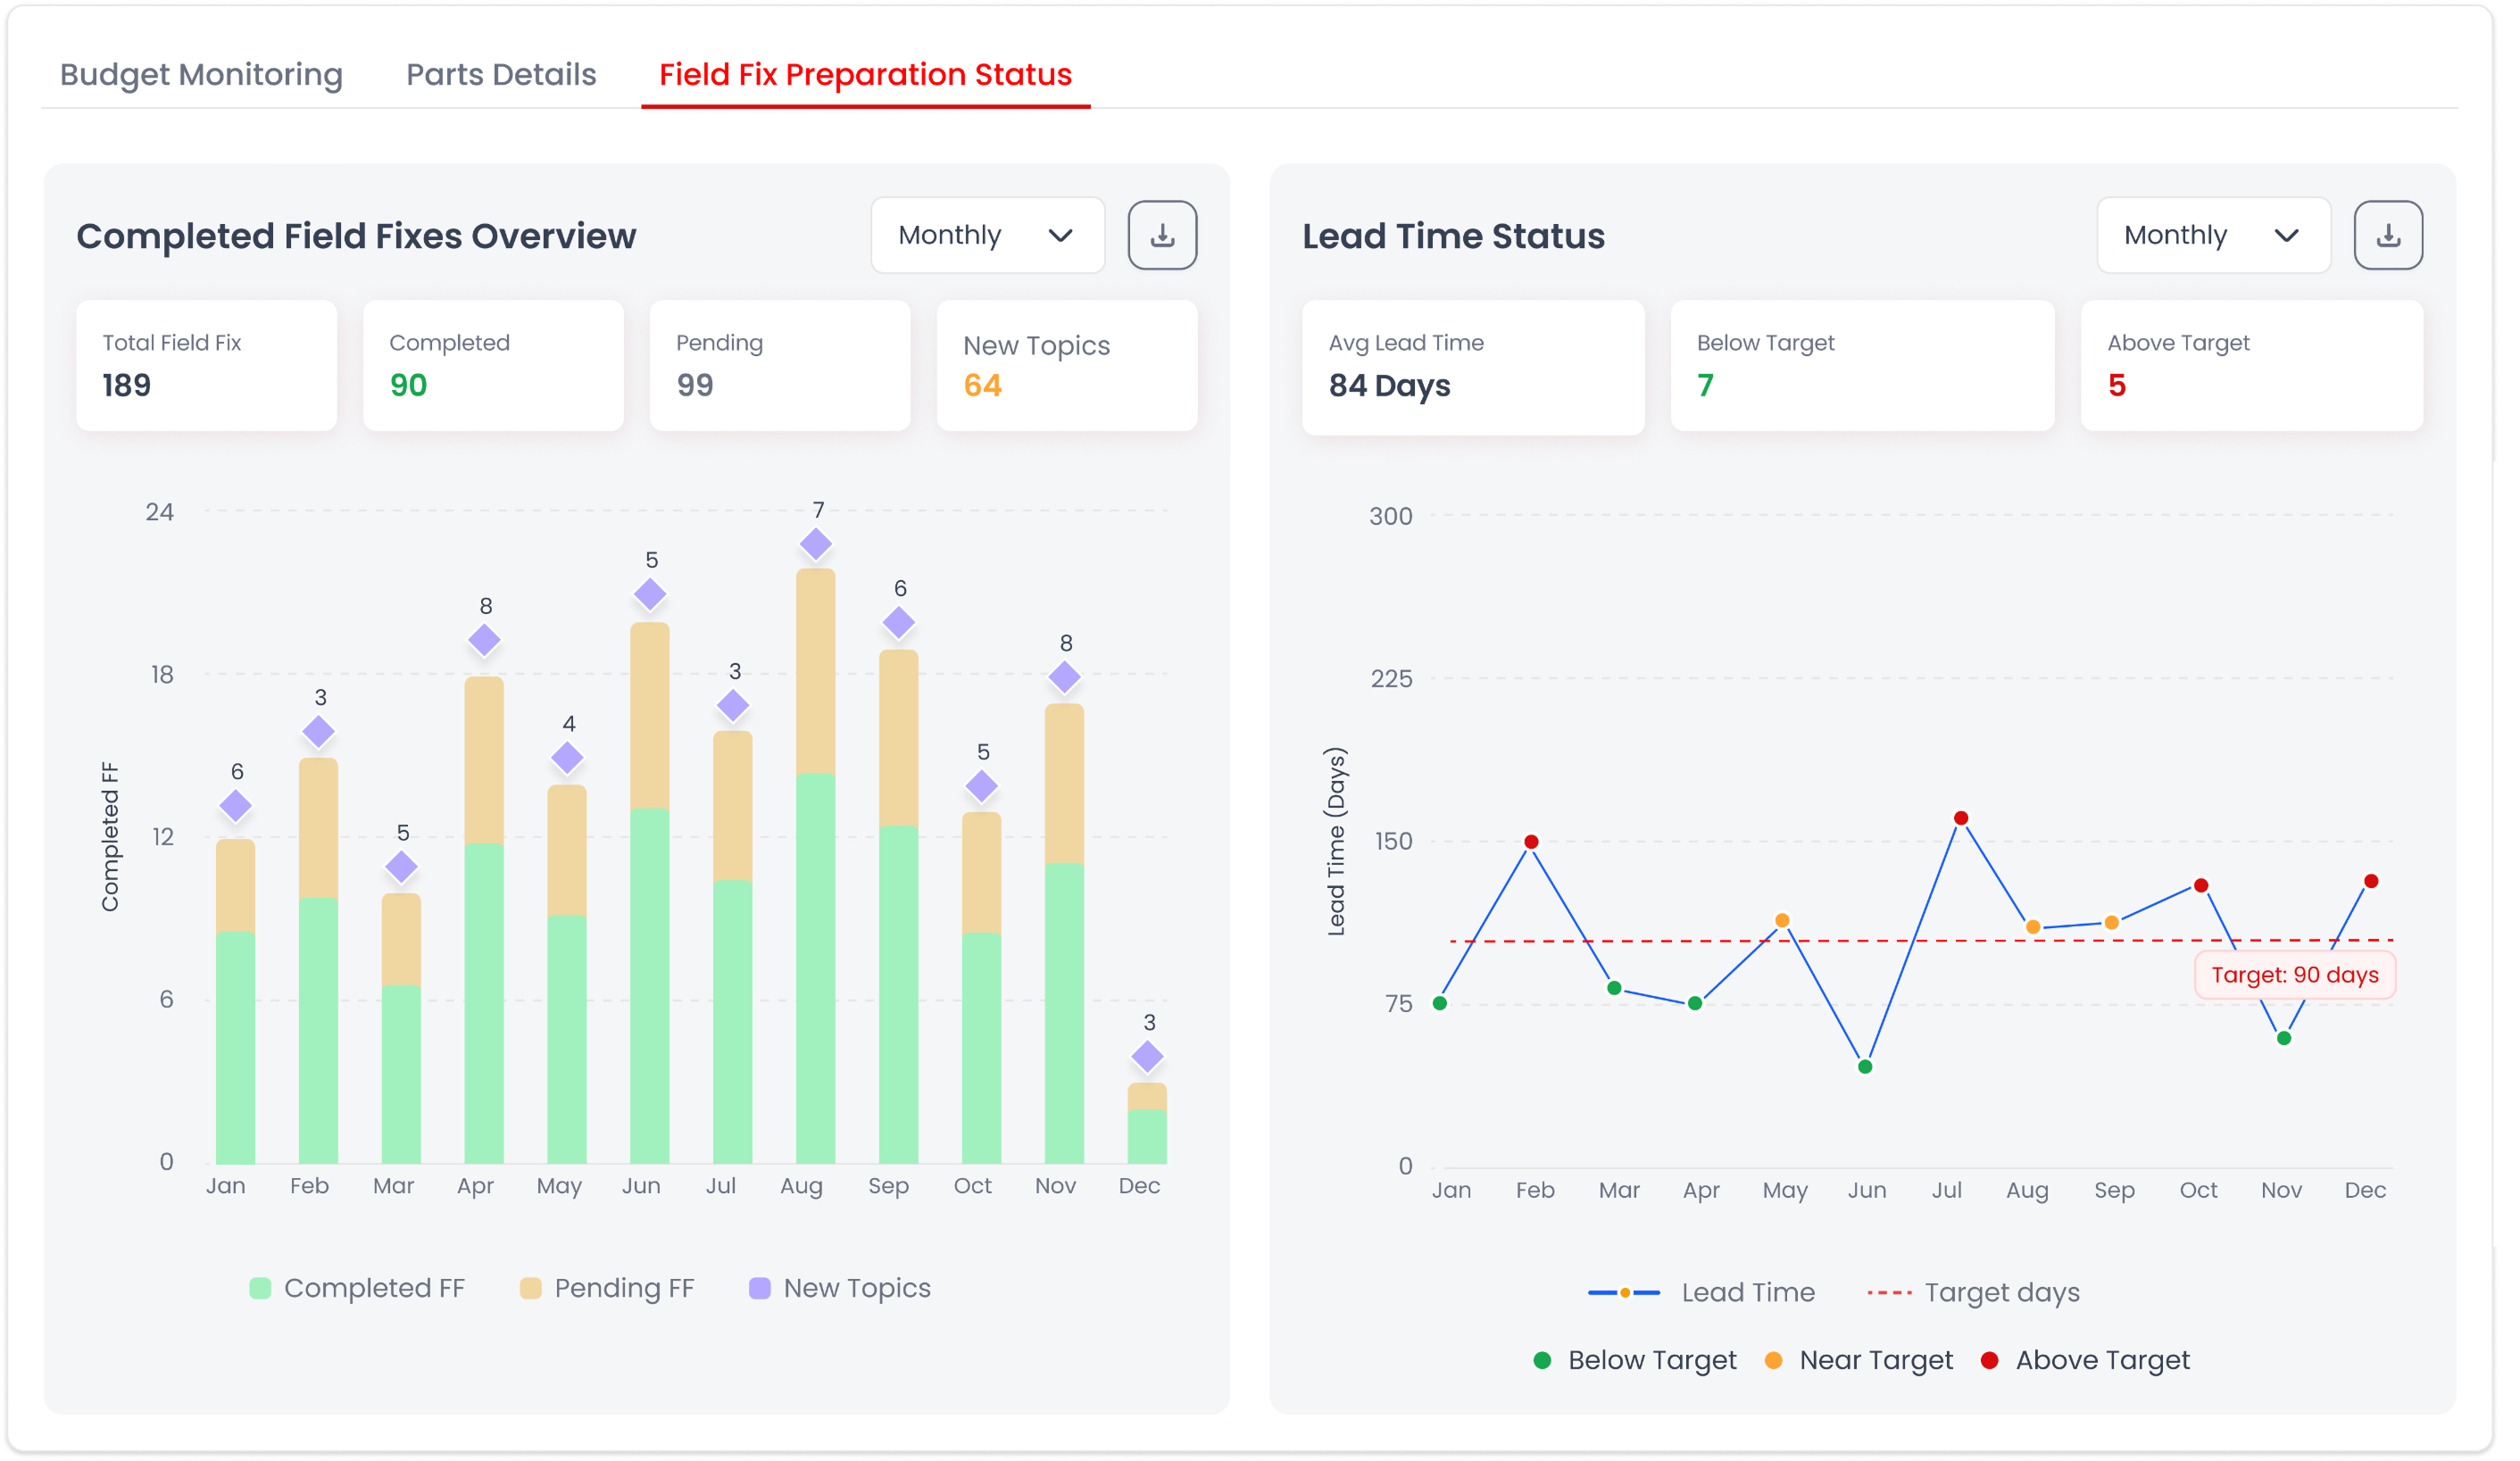 Budget Monitoring Parts Details Field Fix Preparation Status
Completed Field Fixes Overview Monthly
Total Field Fix Completed Pending New Topics
189 90 99 64
24
18
12
6
0
Completed FF
6 3 5 8 4 5 3 7 6 5 8 3
Jan Feb Mar Apr May Jun Jul Aug Sep Oct Nov Dec
Completed FF Pending FF New Topics
Lead Time Status Monthly
Avg Lead Time Below Target Above Target
84 Days 7 5
300
225
150
75
0
Lead Time (Days)
Target: 90 days
Jan Feb Mar Apr May Jun Jul Aug Sep Oct Nov Dec
Lead Time Target days
Below Target Near Target Above Target